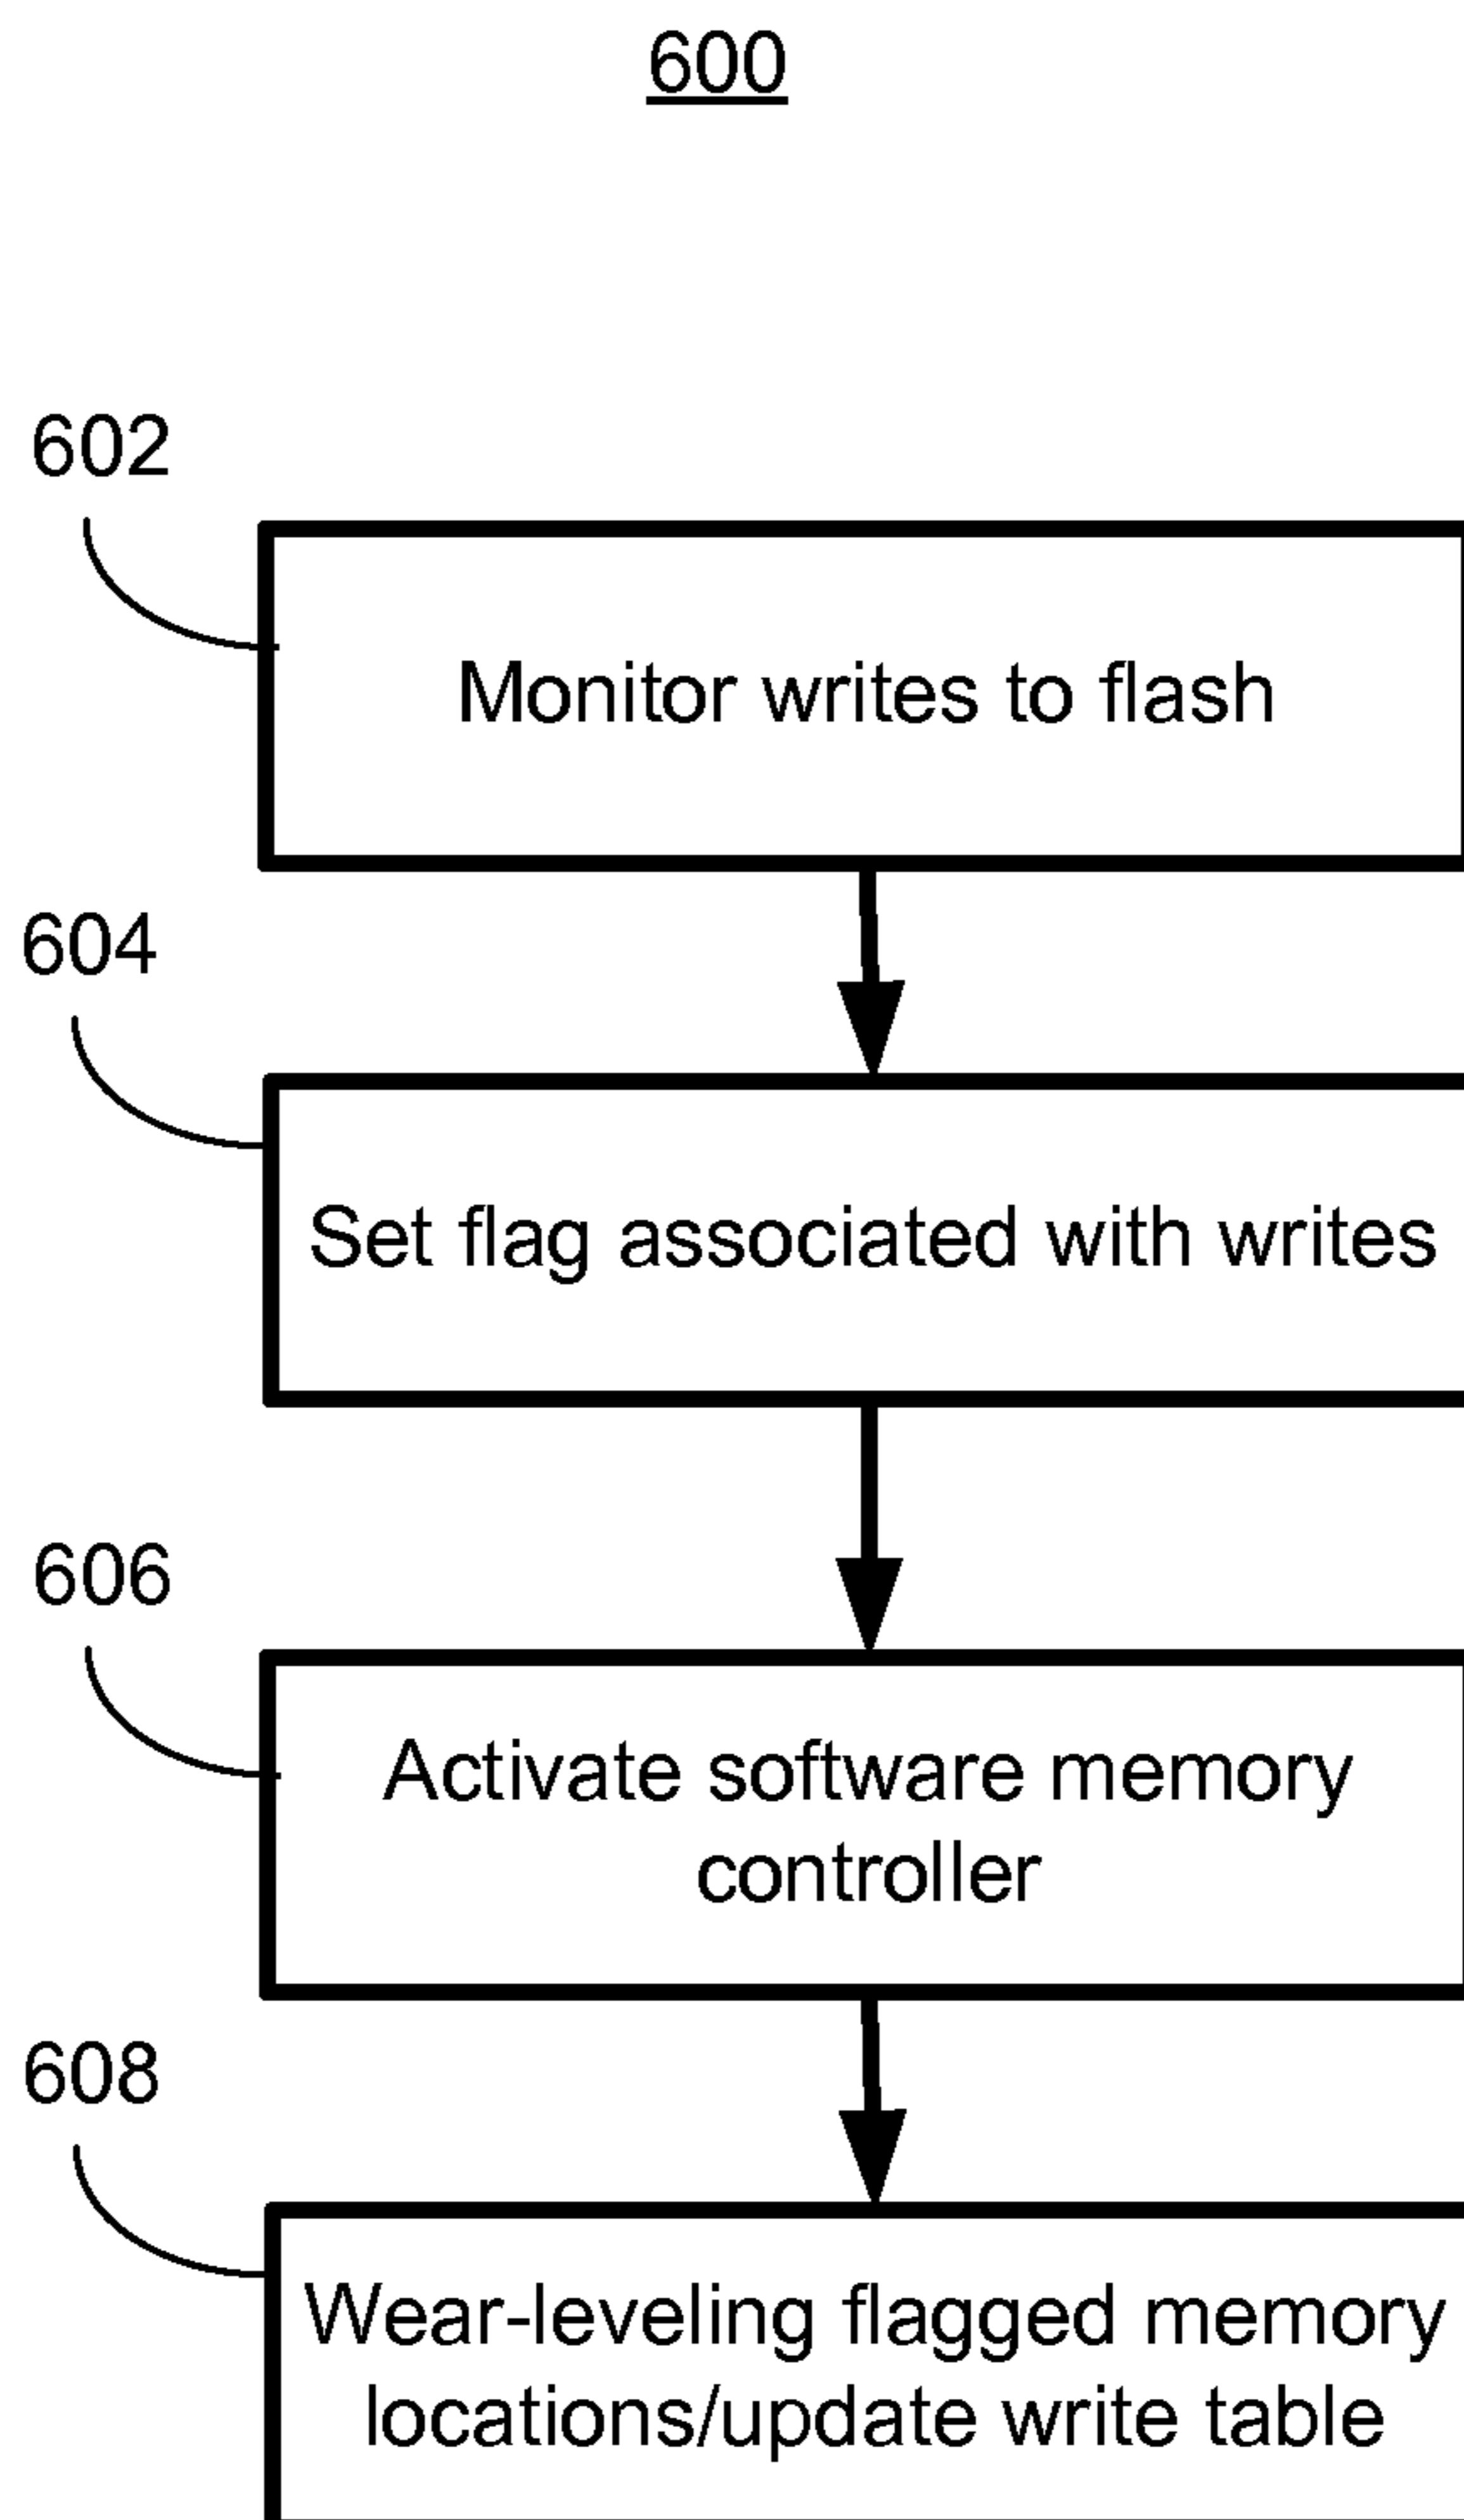 600
602
Monitor writes to flash
604
Set flag associated with writes
606
Activate software memory
controller
608
Wear-leveling flagged memory
locations/update write table